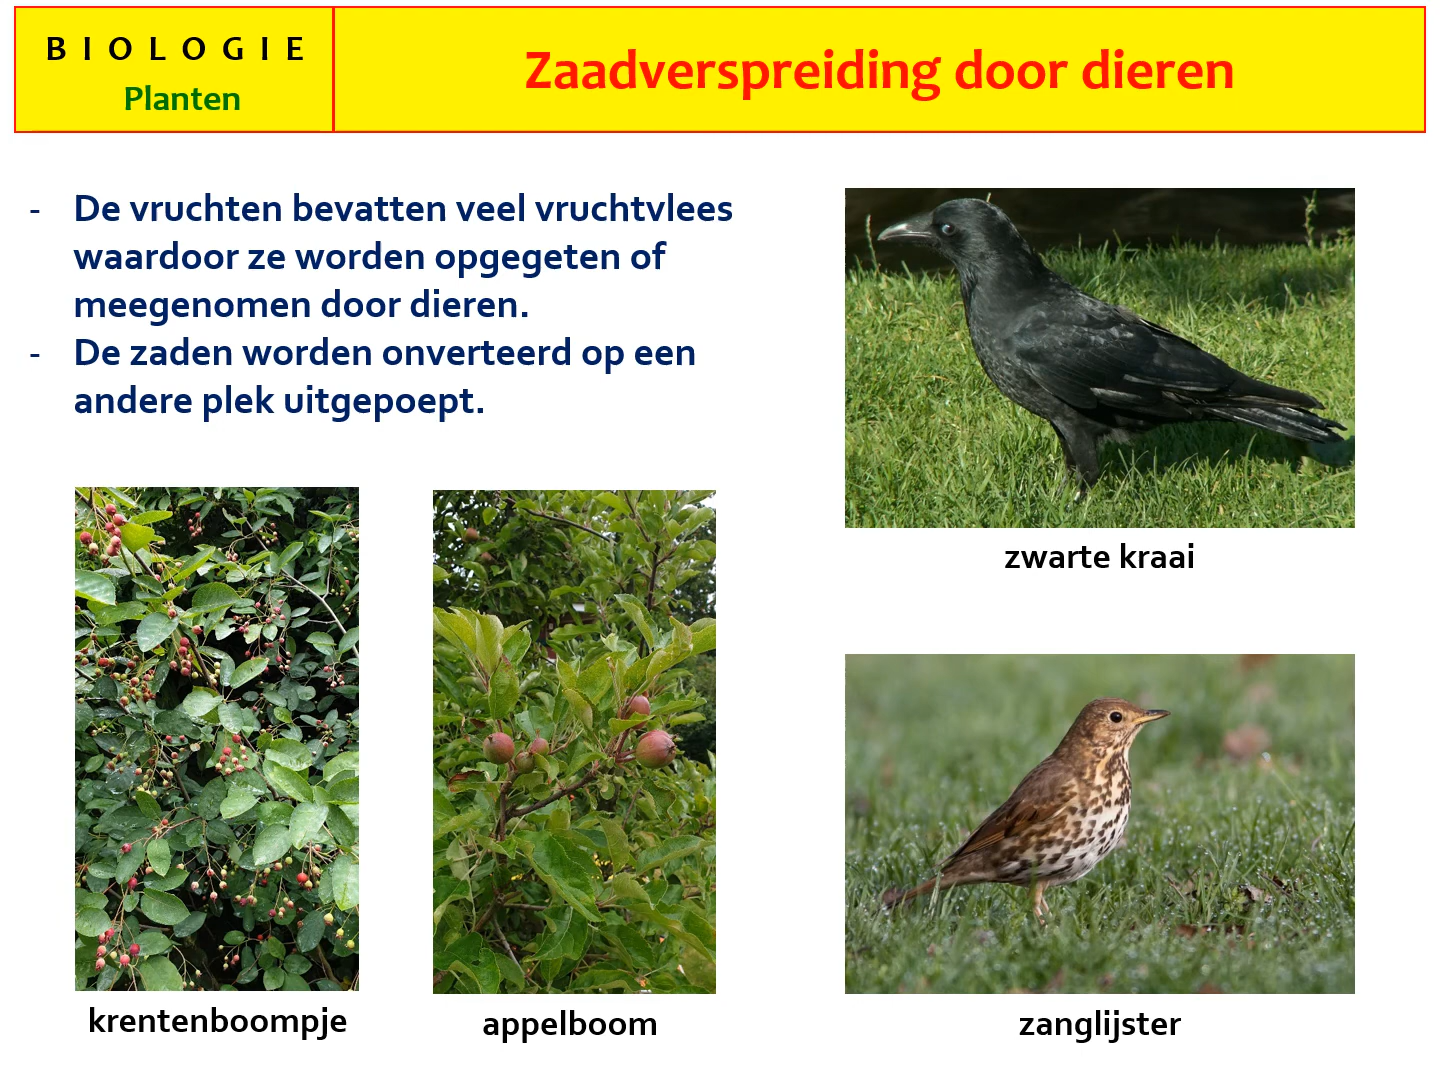 B I O L O G I E
Planten
Zaadverspreiding door dieren
- De vruchten bevatten veel vruchtvlees
waardoor ze worden opgegeten of
meegenomen door dieren.
- De zaden worden onverteerd op een
andere plek uitgepoept.
zwarte kraai
krentenboompje
appelboom
zanglijster